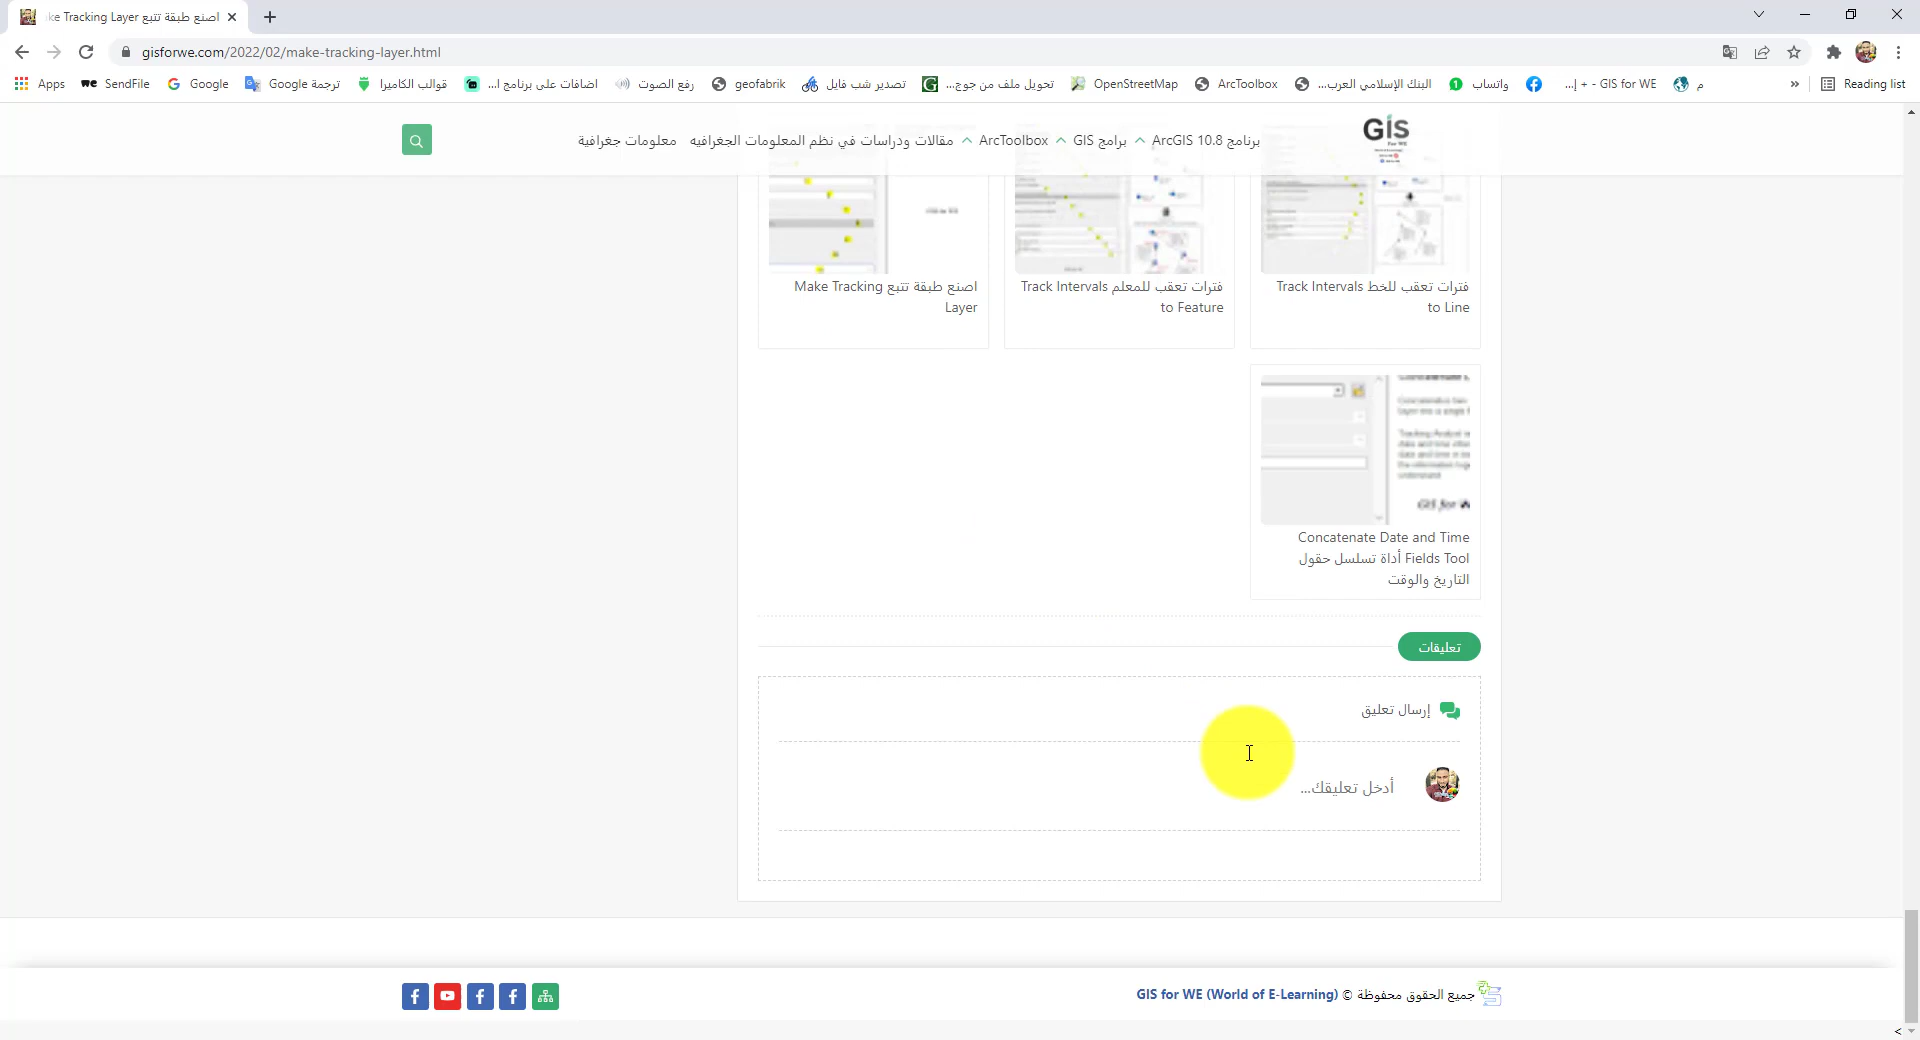 اصنع طبقة تتبع ke Tracking Layer
gisforwe.com/2022/02/make-tracking-layer.html
Apps
SendFile
Google
ترجمة Google
قوالب الكاميرا
اضافات على برنامج ا...
رفع الصوت
geofabrik
تصدير شب فايل
تحويل ملف من جوج...
OpenStreetMap
ArcToolbox
البنك الإسلامي العرب...
واتساب
GIS for WE - + |...
م
»
Reading list
GIS
For WE
برنامج ArcGIS 10.8
برامج GIS
ArcToolbox
مقالات ودراسات في نظم المعلومات الجغرافيه
معلومات جغرافية
فترات تعقب للخط Track Intervals
to Line
فترات تعقب للمعلم Track Intervals
to Feature
اصنع طبقة تتبع Make Tracking
Layer
GIS for
Concatenate Date and Time
Fields Tool أداة تسلسل حقول
التاريخ والوقت
تعليقات
إرسال تعليق
أدخل تعليقك...
جميع الحقوق محفوظة © GIS for WE (World of E-Learning)